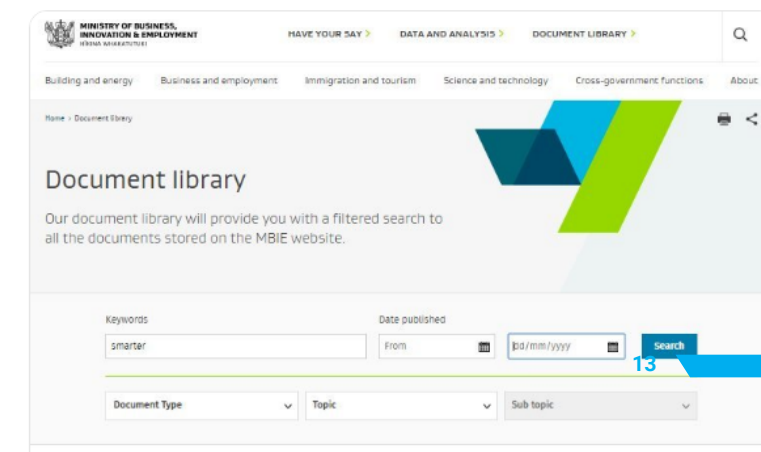 MINISTRY OF BUSINESS,
INNOVATION & EMPLOYMENT
HĪKINA WHAKATUTUKI
HAVE YOUR SAY >
DATA AND ANALYSIS >
DOCUMENT LIBRARY >
Building and energy
Business and employment
Immigration and tourism
Science and technology
Cross-government functions
About
Home > Document library
Document library
Our document library will provide you with a filtered search to
all the documents stored on the MBIE website.
Keywords
Date published
smarter
From
dd/mm/yyyy
Search
13
Document Type
Topic
Sub topic